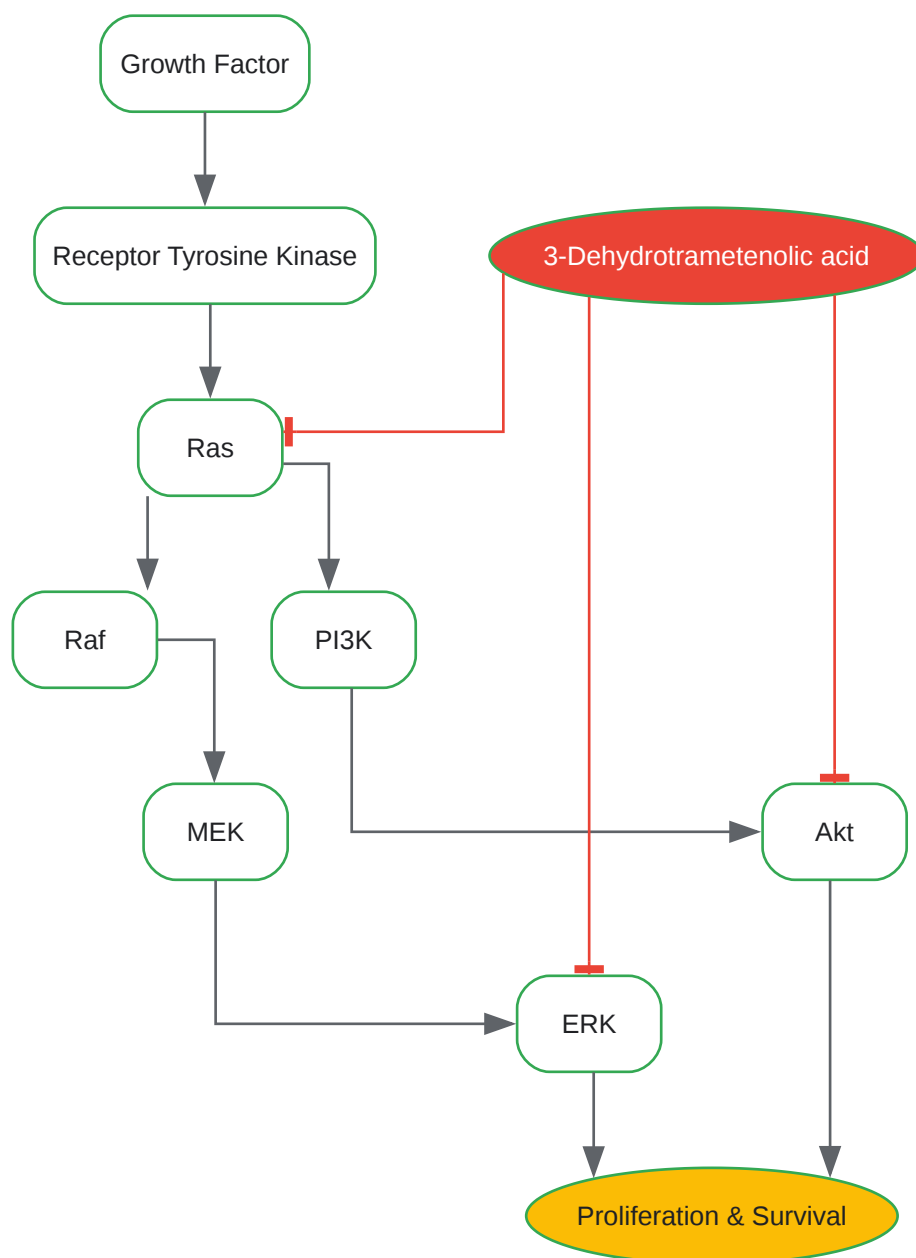 Growth Factor
Receptor Tyrosine Kinase
3-Dehydrotrametenolic acid
Ras
Raf
PI3K
MEK
Akt
ERK
Proliferation & Survival